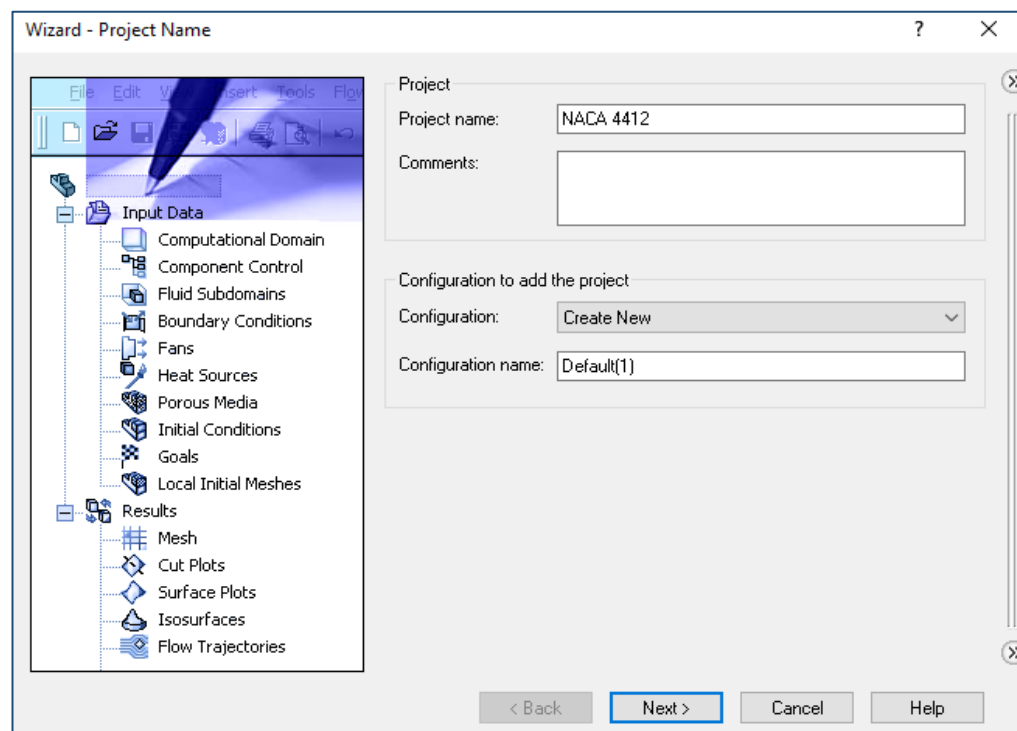 Wizard - Project Name
?
File Edit View Insert Tools Flow
Input Data
Computational Domain
Component Control
Fluid Subdomains
Boundary Conditions
Fans
Heat Sources
Porous Media
Initial Conditions
Goals
Local Initial Meshes
Results
Mesh
Cut Plots
Surface Plots
Isosurfaces
Flow Trajectories
Project
Project name: NACA 4412
Comments:
Configuration to add the project
Configuration: Create New
Configuration name: Default(1)
< Back Next > Cancel Help